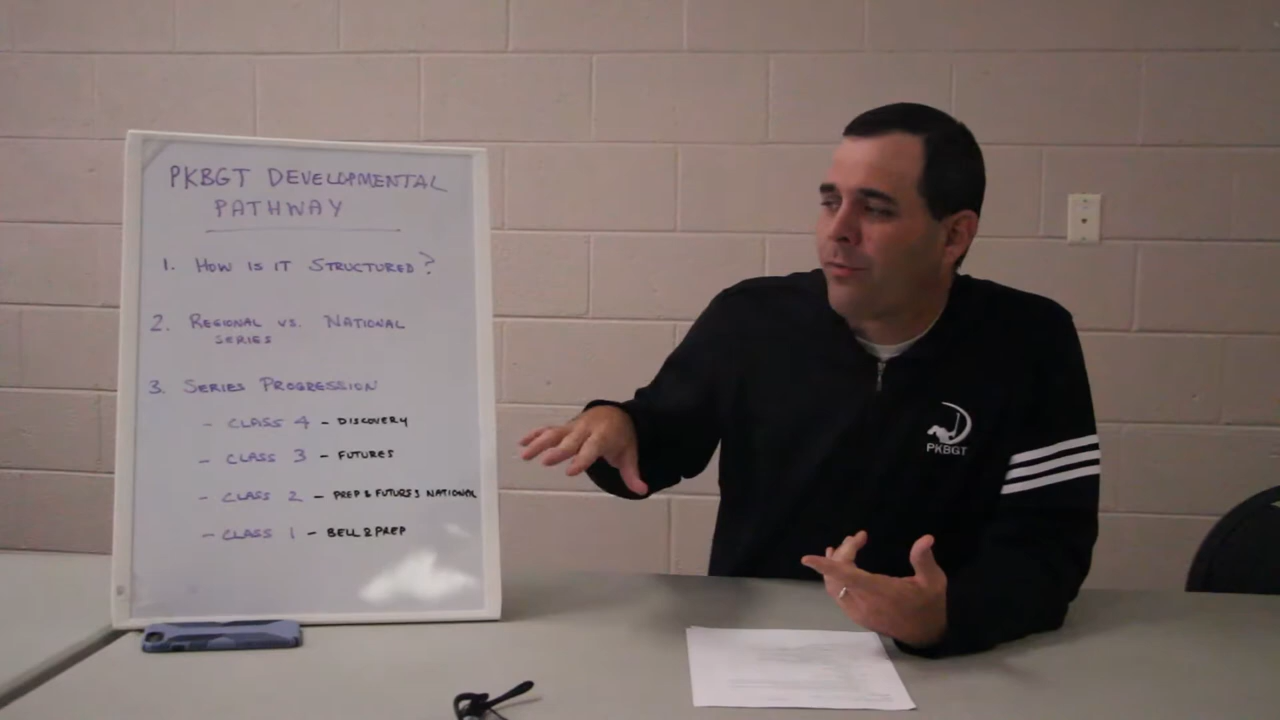 PKBGT DEVELOPMENTAL
PATHWAY
1. HOW IS IT STRUCTURED?
2. REGIONAL VS. NATIONAL
SERIES
3. SERIES PROGRESSION
- CLASS 4 - DISCOVERY
- CLASS 3 - FUTURES
- CLASS 2 - PREP & FUTURES NATIONAL
- CLASS 1 - BELL & PREP
PKBGT